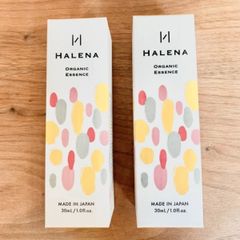 HALENA
ORGANIC
ESSENCE
MADE IN JAPAN
30mL/1.0fl.oz.
HALENA
ORGANIC
ESSENCE
MADE IN JAPAN
30mL/1.0fl.oz.